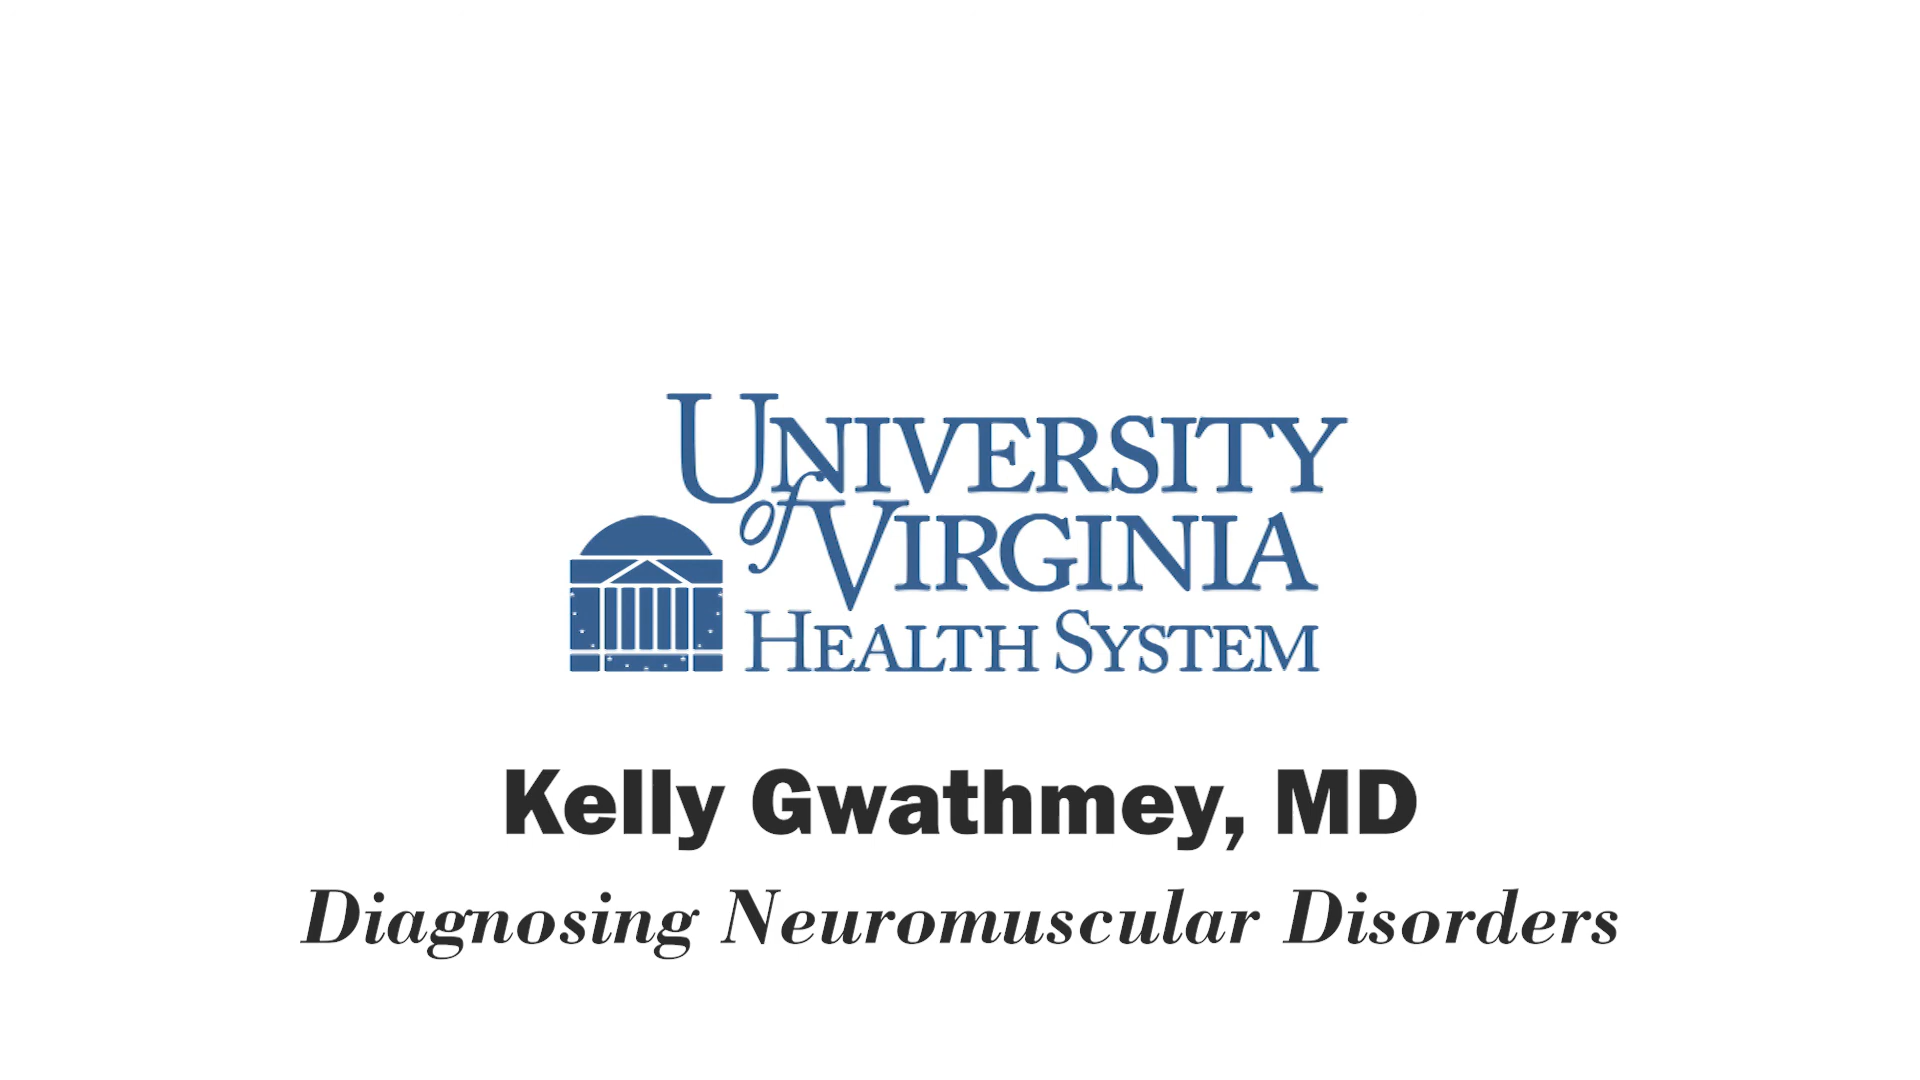 UNIVERSITY
of VIRGINIA
HEALTH SYSTEM
Kelly Gwathmey, MD
Diagnosing Neuromuscular Disorders